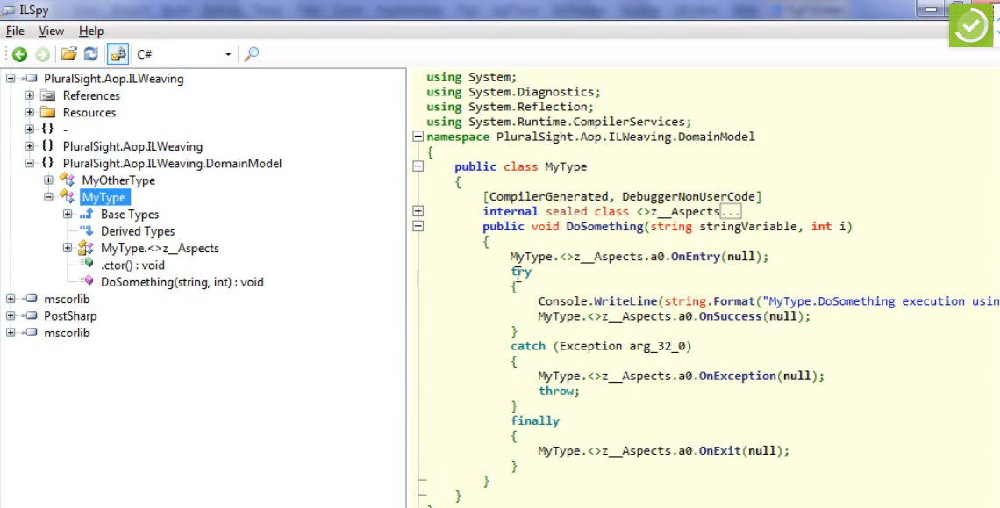 ILSpy
File View Help
C#
PluralSight.Aop.ILWeaving
References
Resources
{} -
{} PluralSight.Aop.ILWeaving
{} PluralSight.Aop.ILWeaving.DomainModel
MyOtherType
MyType
Base Types
Derived Types
MyType.<>z__Aspects
.ctor() : void
DoSomething(string, int) : void
mscorlib
PostSharp
mscorlib
using System;
using System.Diagnostics;
using System.Reflection;
using System.Runtime.CompilerServices;
namespace PluralSight.Aop.ILWeaving.DomainModel
{
public class MyType
{
[CompilerGenerated, DebuggerNonUserCode]
internal sealed class <>z__Aspects...
public void DoSomething(string stringVariable, int i)
{
MyType.<>z__Aspects.a0.OnEntry(null);
try
{
Console.WriteLine(string.Format("MyType.DoSomething execution usin
MyType.<>z__Aspects.a0.OnSuccess(null);
}
catch (Exception arg_32_0)
{
MyType.<>z__Aspects.a0.OnException(null);
throw;
}
finally
{
MyType.<>z__Aspects.a0.OnExit(null);
}
}
}